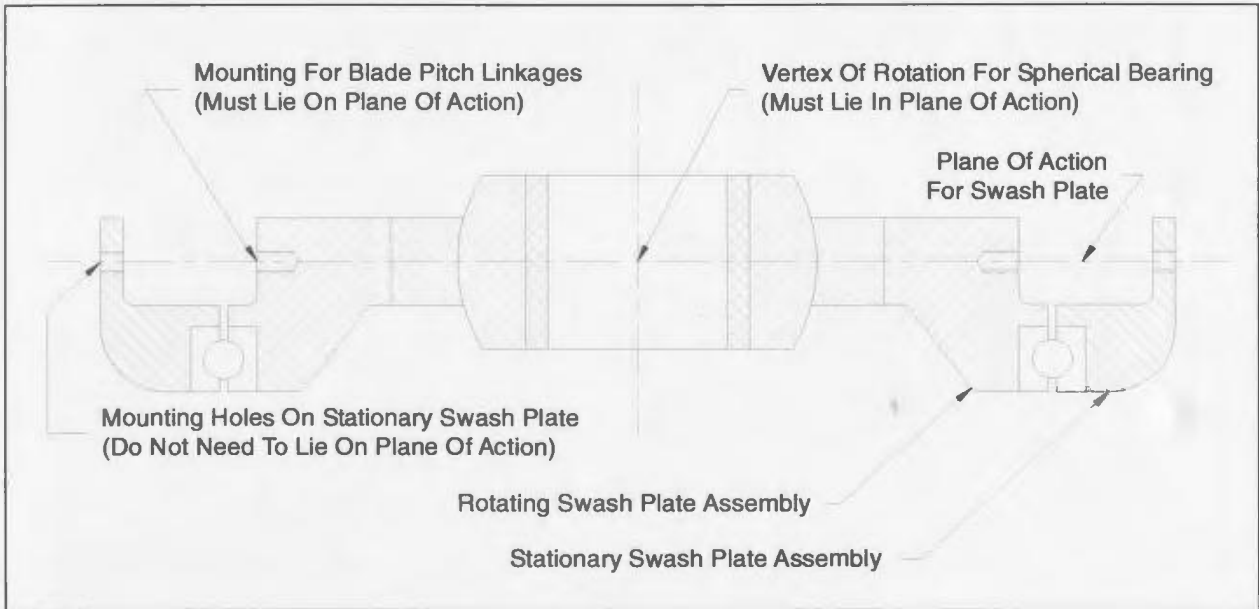 Mounting For Blade Pitch Linkages
(Must Lie On Plane Of Action)
Vertex Of Rotation For Spherical Bearing
(Must Lie In Plane Of Action)
Plane Of Action
For Swash Plate
Mounting Holes On Stationary Swash Plate
(Do Not Need To Lie On Plane Of Action)
Rotating Swash Plate Assembly
Stationary Swash Plate Assembly